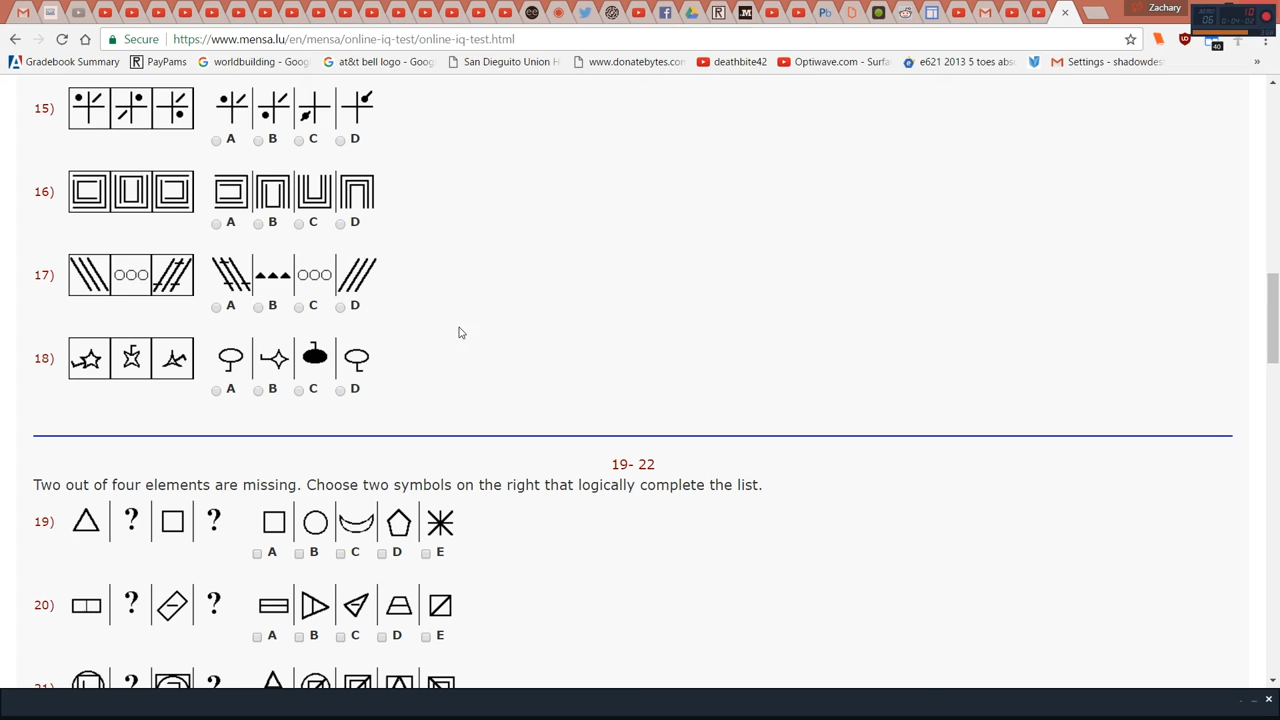 Zachary
Secure https://www.mensa.lu/en/mensa/online-iq-test/online-iq-test.html
Gradebook Summary PayPams worldbuilding - Goog at&t bell logo - Goog San Dieguito Union H www.donatebytes.com deathbite42 Optiwave.com - Surfa e621 2013 5 toes abs Settings - shadowdes »
40
15)
A B C D
16)
A B C D
17)
A B C D
18)
A B C D
19- 22
Two out of four elements are missing. Choose two symbols on the right that logically complete the list.
19) ? ?
A B C D E
20) ? ?
A B C D E
21) ? ?